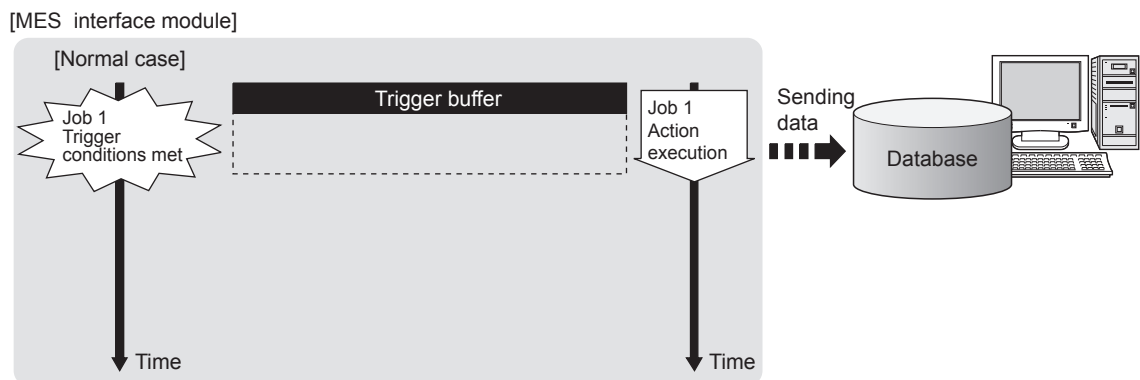 [MES interface module]
[Normal case]
Job 1
Trigger
conditions met
Trigger buffer
Job 1
Action
execution
Sending
data
Database
Time
Time